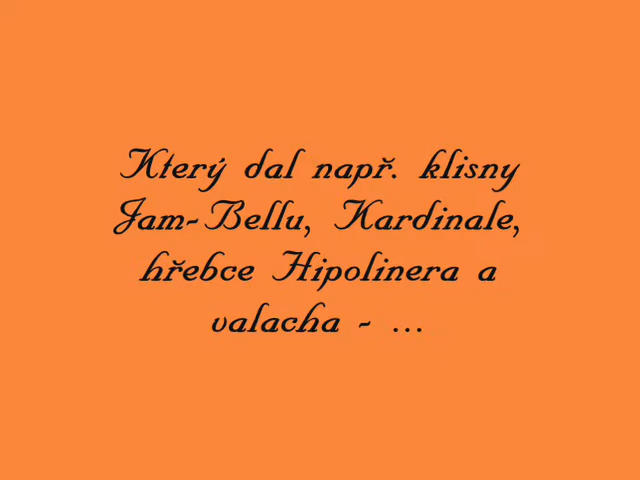 Který dal např. klisny
Jam-Bellu, Kardinale,
hřebce Hipolinera a
valacha - ...